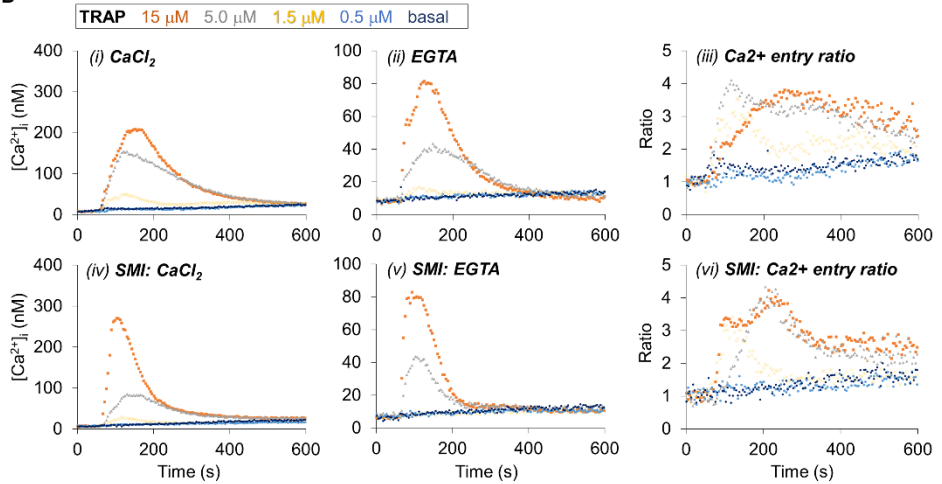 TRAP 15 μM 5.0 μM 1.5 μM 0.5 μM basal
(i) CaCl₂
[Ca²⁺]ᵢ (nM)
400
300
200
100
0
0 200 400 600
(ii) EGTA
100
80
60
40
20
0
0 200 400 600
(iii) Ca2+ entry ratio
Ratio
5
4
3
2
1
0
0 200 400 600
(iv) SMI: CaCl₂
[Ca²⁺]ᵢ (nM)
400
300
200
100
0
0 200 400 600
Time (s)
(v) SMI: EGTA
100
80
60
40
20
0
0 200 400 600
Time (s)
(vi) SMI: Ca2+ entry ratio
Ratio
5
4
3
2
1
0
0 200 400 600
Time (s)